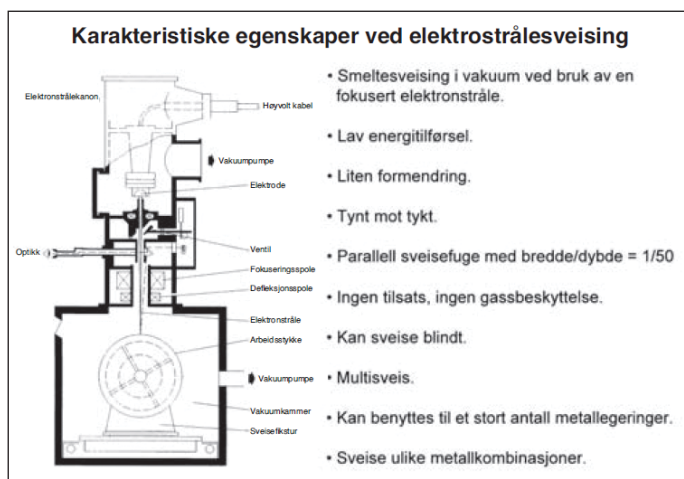 Karakteristiske egenskaper ved elektrostrålesveising
Elektronstrålekanon
Høyvolt kabel
Vakuumpumpe
Elektrode
Ventil
Optikk
Fokuseringsspole
Defleksjonsspole
Elektronstråle
Arbeidsstykke
Vakuumpumpe
Vakuumkammer
Sveisefikstur
• Smeltesveising i vakuum ved bruk av en
fokusert elektronstråle.
• Lav energitilførsel.
• Liten formendring.
• Tynt mot tykt.
• Parallell sveisefuge med bredde/dybde = 1/50
• Ingen tilsats, ingen gassbeskyttelse.
• Kan sveise blindt.
• Multisveis.
• Kan benyttes til et stort antall metallegeringer.
• Sveise ulike metallkombinasjoner.